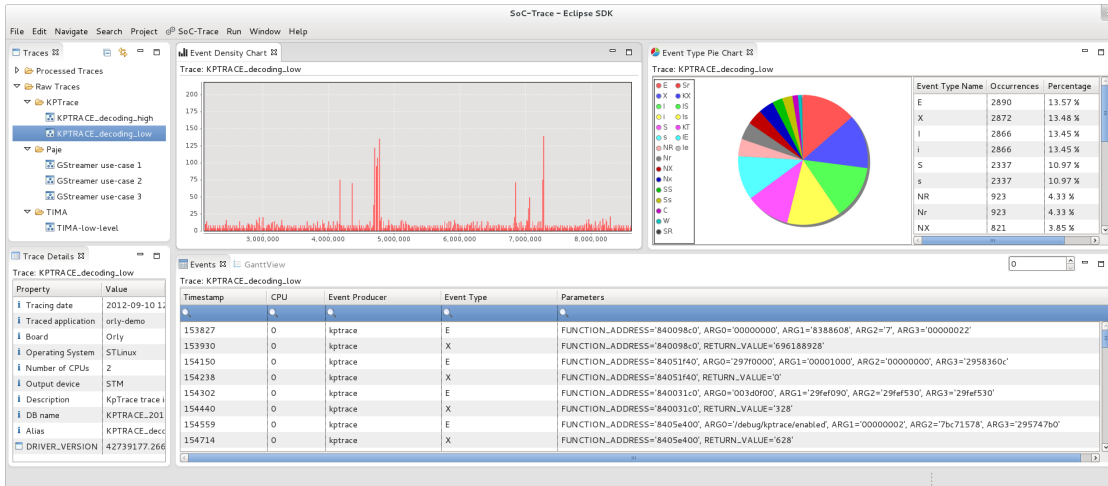 SoC-Trace - Eclipse SDK
File Edit Navigate Search Project SoC-Trace Run Window Help
Traces
Processed Traces
Raw Traces
KPTrace
KPTRACE_decoding_high
KPTRACE_decoding_low
Paje
GStreamer use-case 1
GStreamer use-case 2
GStreamer use-case 3
TIMA
TIMA-low-level
Event Density Chart
Trace: KPTRACE_decoding_low
200
175
150
125
100
75
50
25
0
3,000,000 4,000,000 5,000,000 6,000,000 7,000,000 8,000,000
Event Type Pie Chart
Trace: KPTRACE_decoding_low
E Sr
X KX
I IS
i Is
S KT
s IE
NR Ie
Nr
NX
Nx
SS
Ss
C
W
SR
Event Type Name Occurrences Percentage
E 2890 13.57 %
X 2872 13.48 %
I 2866 13.45 %
i 2866 13.45 %
S 2337 10.97 %
s 2337 10.97 %
NR 923 4.33 %
Nr 923 4.33 %
NX 821 3.85 %
Trace Details
Trace: KPTRACE_decoding_low
Property Value
Tracing date 2012-09-10 12
Traced application orly-demo
Board Orly
Operating System STLinux
Number of CPUs 2
Output device STM
Description KpTrace trace i
DB name KPTRACE_201
Alias KPTRACE_deco
DRIVER_VERSION 42739177.266
Events GanttView
0
Trace: KPTRACE_decoding_low
Timestamp CPU Event Producer Event Type Parameters
153827 0 kptrace E FUNCTION_ADDRESS='840098c0', ARG0='00000000', ARG1='8388608', ARG2='7', ARG3='00000022'
153930 0 kptrace X FUNCTION_ADDRESS='840098c0', RETURN_VALUE='696188928'
154150 0 kptrace E FUNCTION_ADDRESS='84051f40', ARG0='297f0000', ARG1='00001000', ARG2='00000000', ARG3='2958360c'
154238 0 kptrace X FUNCTION_ADDRESS='84051f40', RETURN_VALUE='0'
154302 0 kptrace E FUNCTION_ADDRESS='840031c0', ARG0='003d0f00', ARG1='29fef090', ARG2='29fef530', ARG3='29fef530'
154440 0 kptrace X FUNCTION_ADDRESS='840031c0', RETURN_VALUE='328'
154559 0 kptrace E FUNCTION_ADDRESS='8405e400', ARG0='/debug/kptrace/enabled', ARG1='00000002', ARG2='7bc71578', ARG3='295747b0'
154714 0 kptrace X FUNCTION_ADDRESS='8405e400', RETURN_VALUE='628'